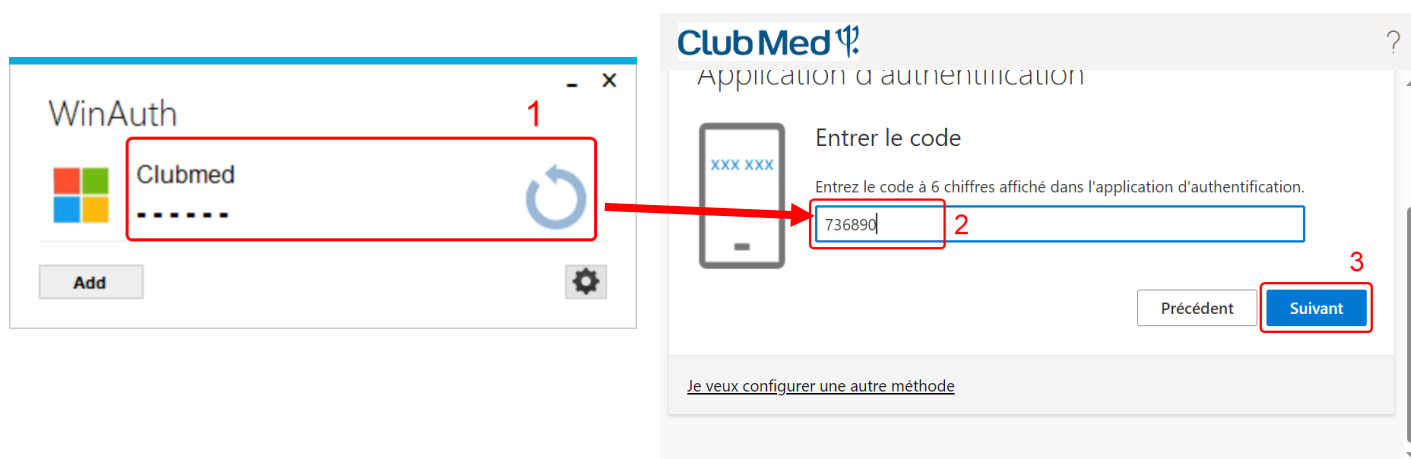 WinAuth
1
Clubmed
------
Add
Club Med
?
Application d'authentification
xxx xxx
Entrer le code
Entrez le code à 6 chiffres affiché dans l'application d'authentification.
736890
2
3
Précédent
Suivant
Je veux configurer une autre méthode